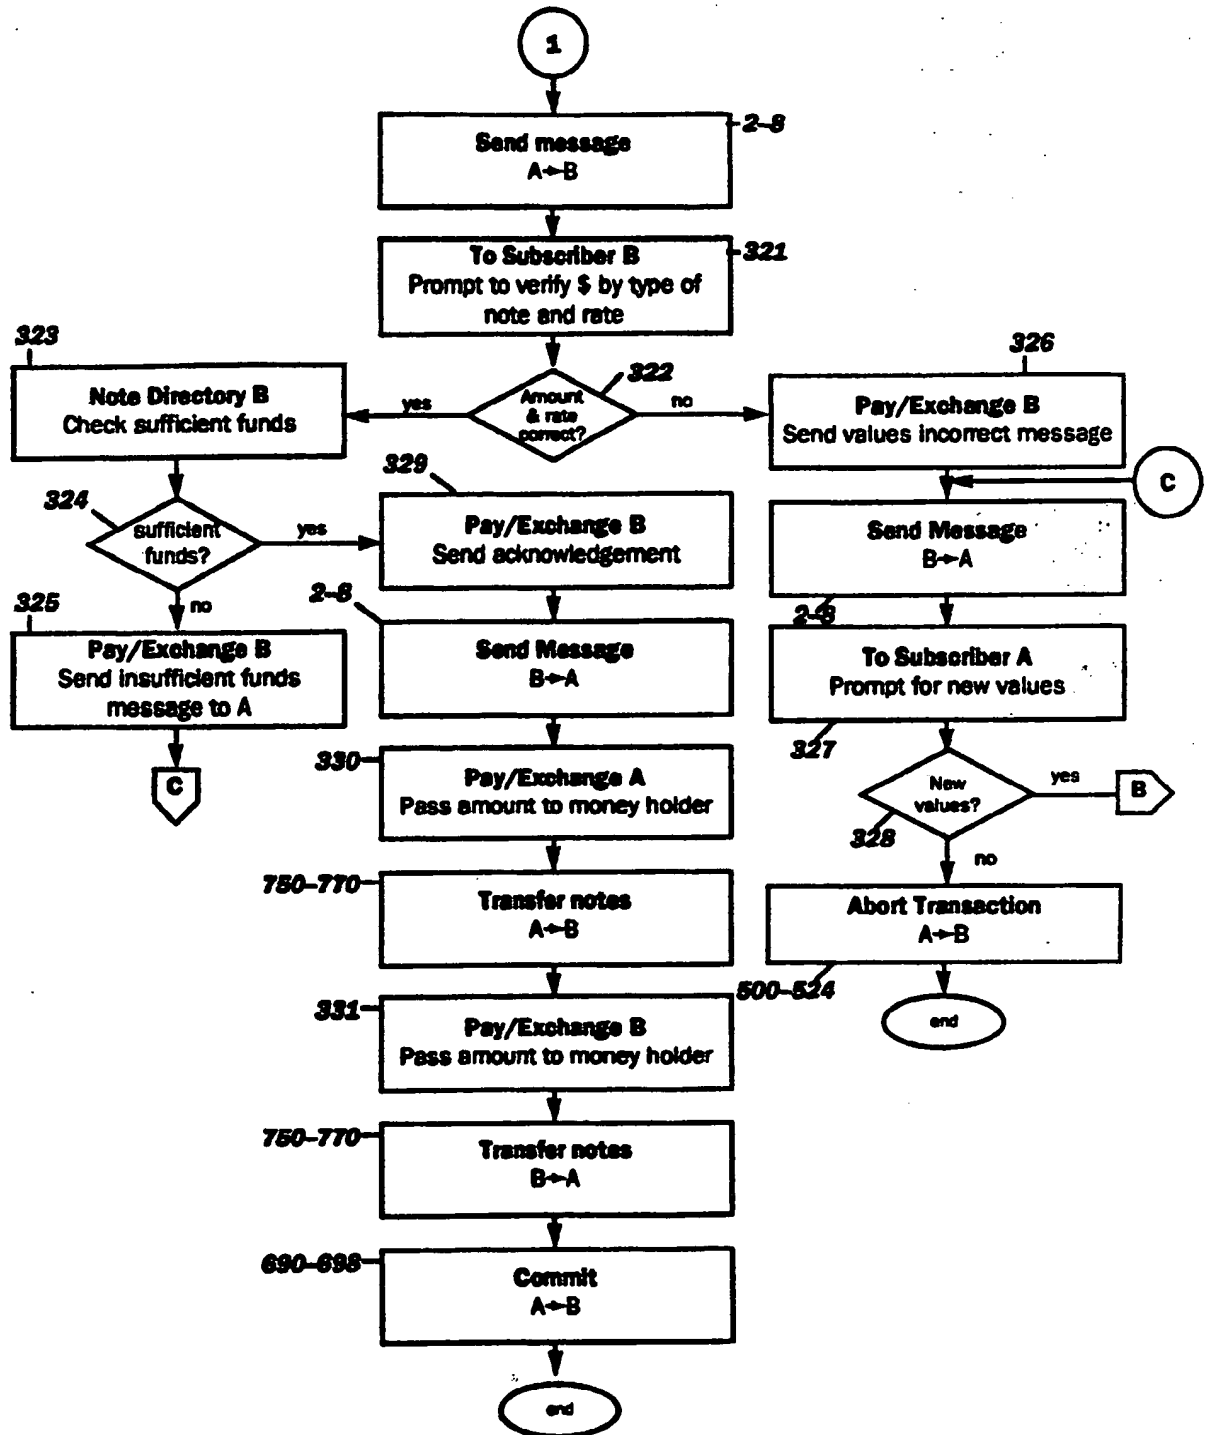 1
2-8
Send message
A→B
321
To Subscriber B
Prompt to verify $ by type of
note and rate
323
Note Directory B
Check sufficient funds
yes
322
Amount
& rate
correct?
no
326
Pay/Exchange B
Send values incorrect message
C
324
sufficient
funds?
yes
329
Pay/Exchange B
Send acknowledgement
Send Message
B→A
2-8
no
325
Pay/Exchange B
Send insufficient funds
message to A
C
2-8
Send Message
B→A
To Subscriber A
Prompt for new values
327
330
Pay/Exchange A
Pass amount to money holder
New
values?
328
yes
B
no
750-770
Transfer notes
A→B
Abort Transaction
A→B
500-524
end
331
Pay/Exchange B
Pass amount to money holder
750-770
Transfer notes
B→A
690-698
Commit
A→B
end